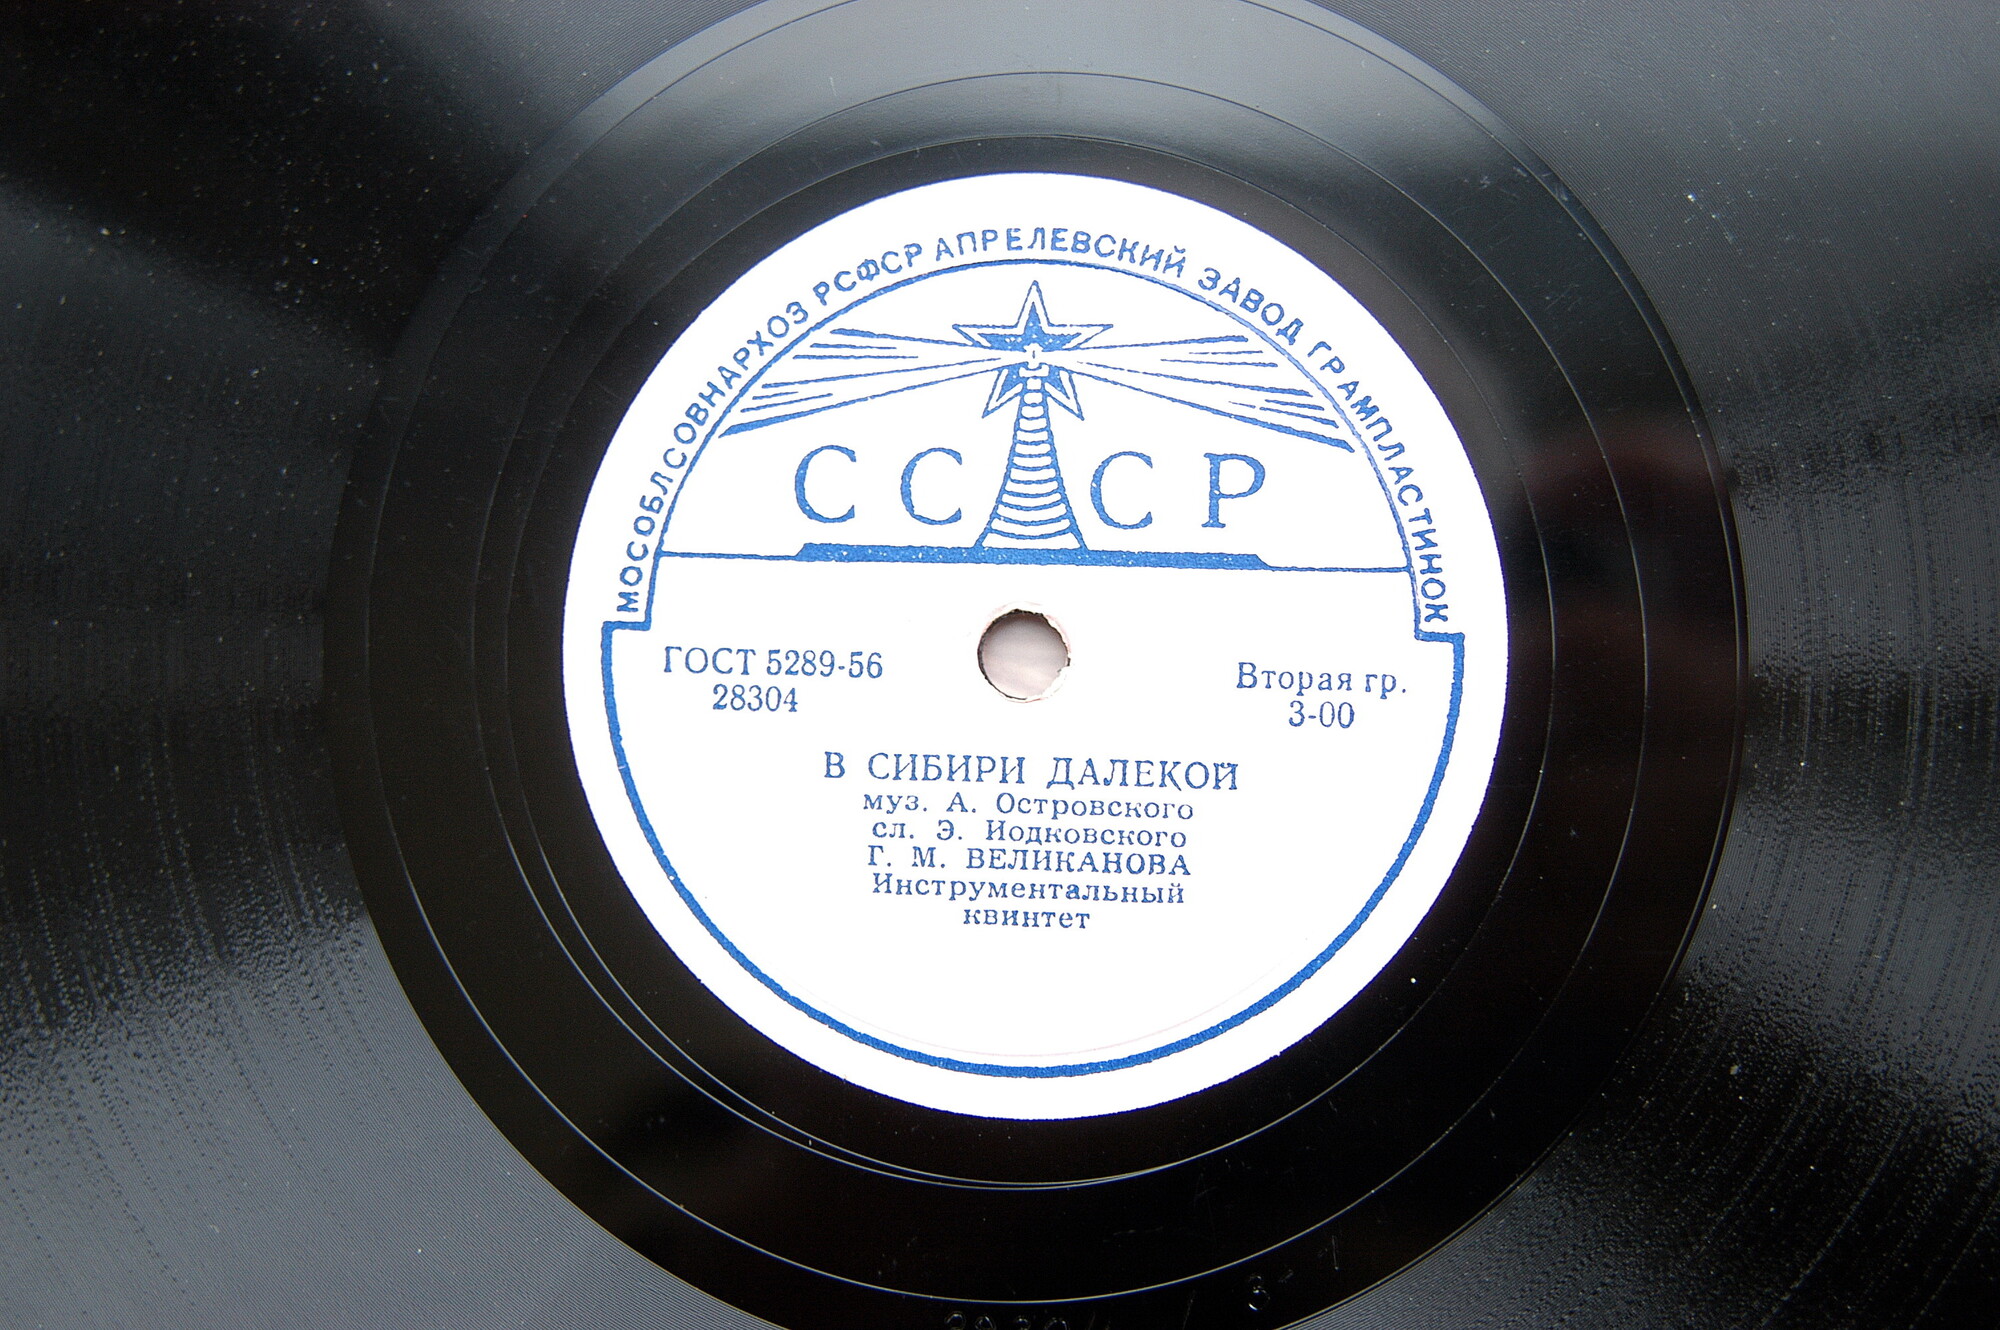 МОСОБЛСОВНАРХОЗ РСФСР АПРЕЛЕВСКИЙ ЗАВОД ГРАМПЛАСТИНОК
СССР
ГОСТ 5289-56
28304
Вторая гр.
3-00
В СИБИРИ ДАЛЕКОЙ
муз. А. Островского
сл. Э. Иодковского
Г. М. ВЕЛИКАНОВА
Инструментальный
квинтет